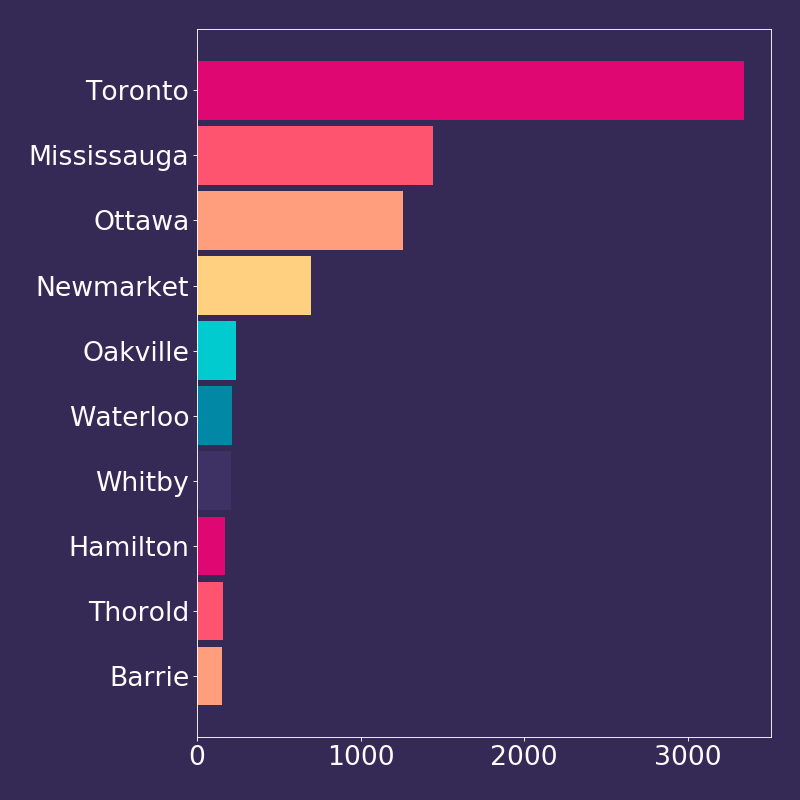 Toronto
Mississauga
Ottawa
Newmarket
Oakville
Waterloo
Whitby
Hamilton
Thorold
Barrie
0 1000 2000 3000